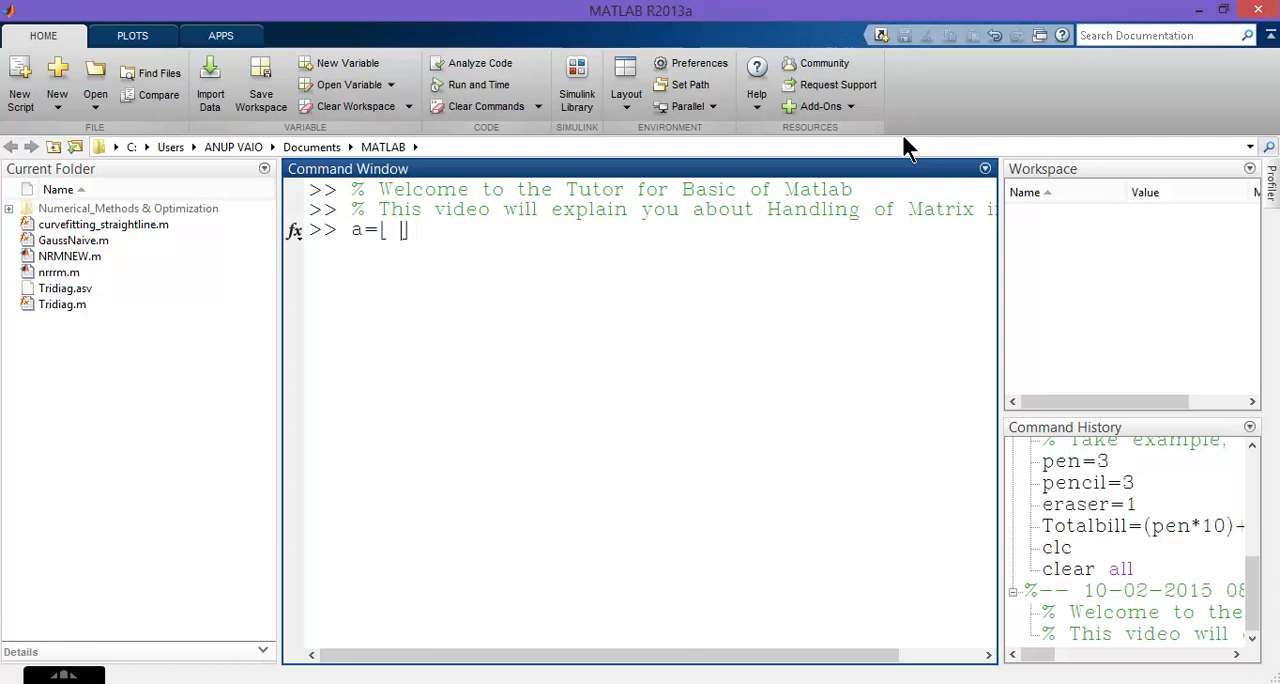 MATLAB R2013a
HOME PLOTS APPS Search Documentation
New Script New Open Find Files Compare Import Data Save Workspace New Variable Open Variable Clear Workspace Analyze Code Run and Time Clear Commands Simulink Library Layout Preferences Set Path Parallel Help Community Request Support Add-Ons
FILE VARIABLE CODE SIMULINK ENVIRONMENT RESOURCES
C: Users ANUP VAIO Documents MATLAB
Current Folder
Name
Numerical_Methods & Optimization
curvefitting_straightline.m
GaussNaive.m
NRMNEW.m
nrrrm.m
Tridiag.asv
Tridiag.m
Details
Command Window
>> % Welcome to the Tutor for Basic of Matlab
>> % This video will explain you about Handling of Matrix i
fx >> a=[ ]
Workspace
Name Value M
Profiler
Command History
% Take example,
pen=3
pencil=3
eraser=1
Totalbill=(pen*10)+
clc
clear all
%-- 10-02-2015 08
% Welcome to the
% This video will